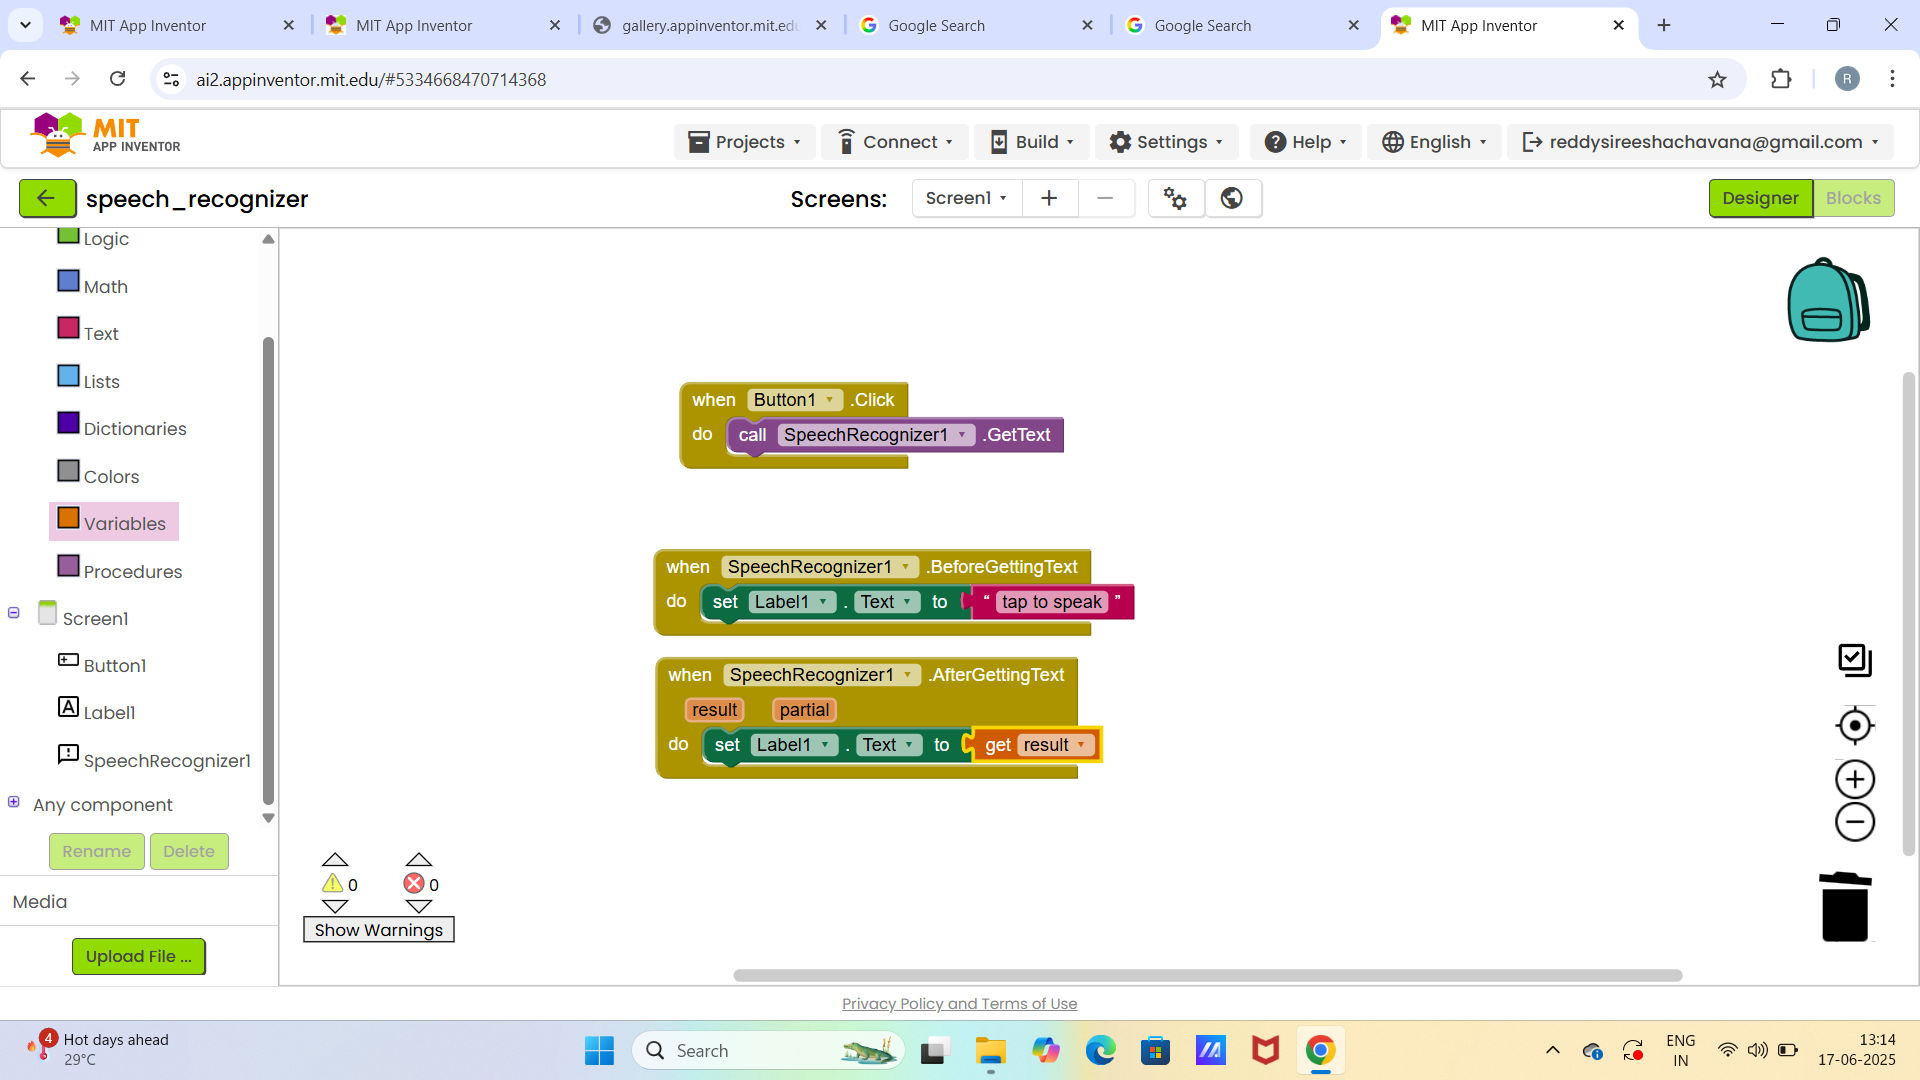 MIT App Inventor
MIT App Inventor
gallery.appinventor.mit.edu
Google Search
Google Search
MIT App Inventor
ai2.appinventor.mit.edu/#5334668470714368
R
MIT
APP INVENTOR
Projects
Connect
Build
Settings
Help
English
reddysireeshachavana@gmail.com
speech_recognizer
Screens:
Screen1
Designer
Blocks
Logic
Math
Text
Lists
Dictionaries
Colors
Variables
Procedures
Screen1
Button1
Label1
SpeechRecognizer1
Any component
Rename
Delete
Media
Upload File ...
when Button1 .Click
do call SpeechRecognizer1 .GetText
when SpeechRecognizer1 .BeforeGettingText
do set Label1 . Text to “ tap to speak ”
when SpeechRecognizer1 .AfterGettingText
result partial
do set Label1 . Text to get result
0 0
Show Warnings
Privacy Policy and Terms of Use
4
Hot days ahead
29°C
Search
ENG
IN
13:14
17-06-2025